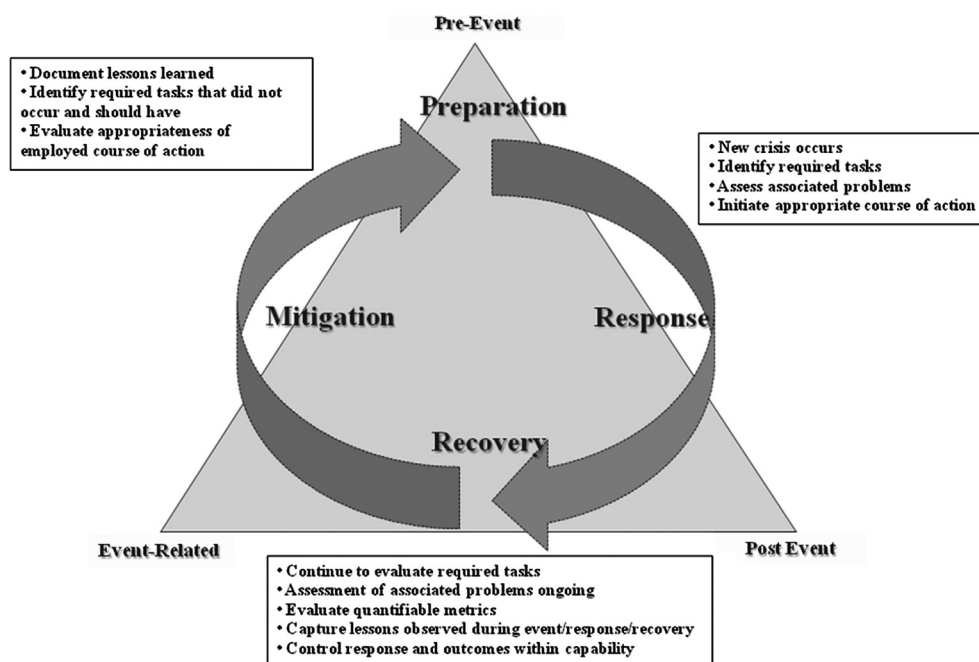 Pre-Event
• Document lessons learned
• Identify required tasks that did not
occur and should have
• Evaluate appropriateness of
employed course of action
Preparation
• New crisis occurs
• Identify required tasks
• Assess associated problems
• Initiate appropriate course of action
Mitigation
Response
Recovery
Event-Related
Post Event
• Continue to evaluate required tasks
• Assessment of associated problems ongoing
• Evaluate quantifiable metrics
• Capture lessons observed during event/response/recovery
• Control response and outcomes within capability